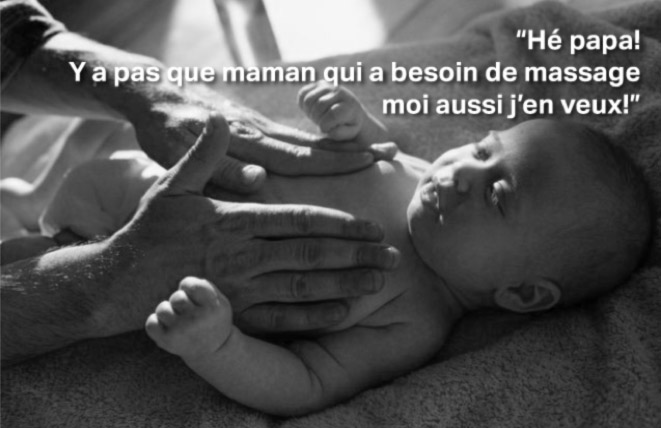 “Hé papa!
Y a pas que maman qui a besoin de massage
moi aussi j’en veux!”